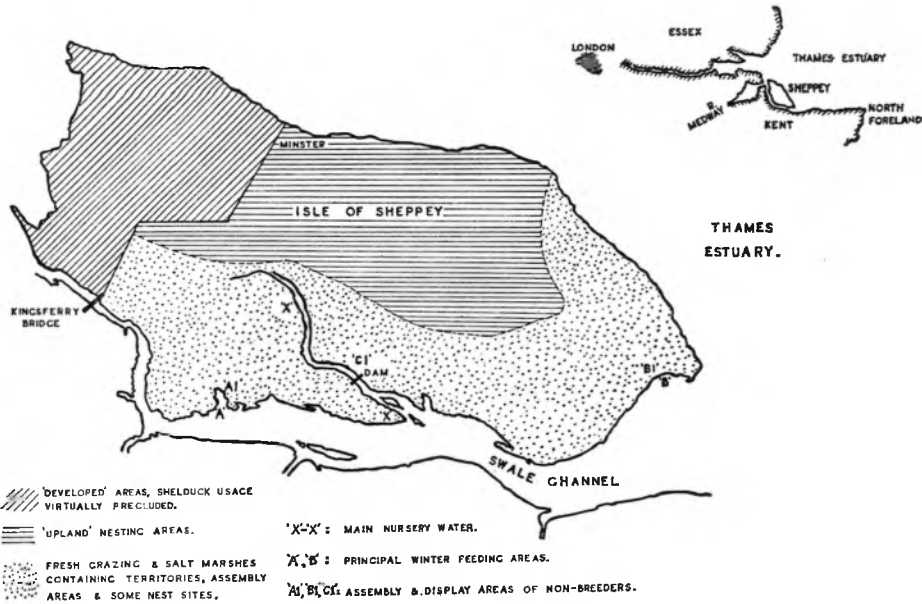 ESSEX
LONDON
THAMES ESTUARY
SHEPPEY
R. MEDWAY
KENT
NORTH
FORELAND
MINSTER
ISLE OF SHEPPEY
THAMES
ESTUARY.
KINGSFERRY
BRIDGE
'X'
'C1'
DAM
A1
A
X
'B1'
'B'
SWALE CHANNEL
'DEVELOPED' AREAS, SHELDUCK USAGE
VIRTUALLY PRECLUDED.
'UPLAND' NESTING AREAS.
FRESH GRAZING & SALT MARSHES
CONTAINING TERRITORIES, ASSEMBLY
AREAS & SOME NEST SITES,
'X'-'X': MAIN NURSERY WATER.
'A','B': PRINCIPAL WINTER FEEDING AREAS.
'A1','B1','C1': ASSEMBLY & DISPLAY AREAS OF NON-BREEDERS.